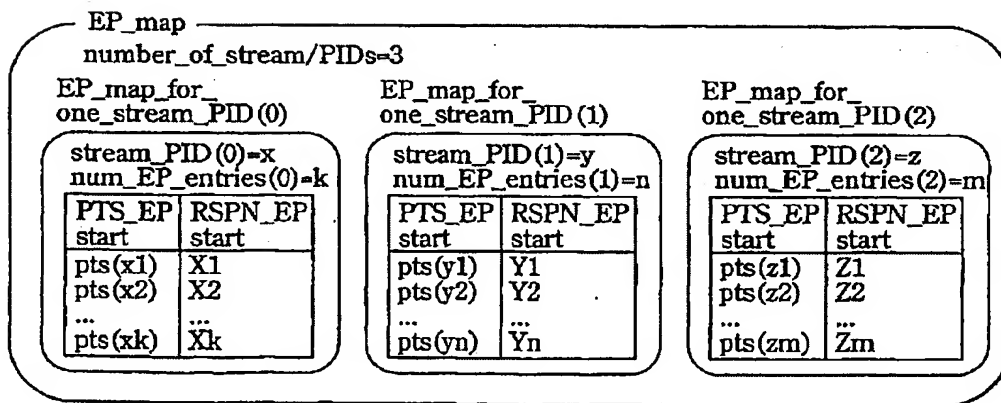 EP_map
number_of_stream/PIDs=3
EP_map_for_
one_stream_PID(0)
stream_PID(0)=x
num_EP_entries(0)=k
PTS_EP start RSPN_EP start
pts(x1) X1
pts(x2) X2
... ...
pts(xk) Xk
EP_map_for_
one_stream_PID(1)
stream_PID(1)=y
num_EP_entries(1)=n
PTS_EP start RSPN_EP start
pts(y1) Y1
pts(y2) Y2
... ...
pts(yn) Yn
EP_map_for_
one_stream_PID(2)
stream_PID(2)=z
num_EP_entries(2)=m
PTS_EP start RSPN_EP start
pts(z1) Z1
pts(z2) Z2
... ...
pts(zm) Zm